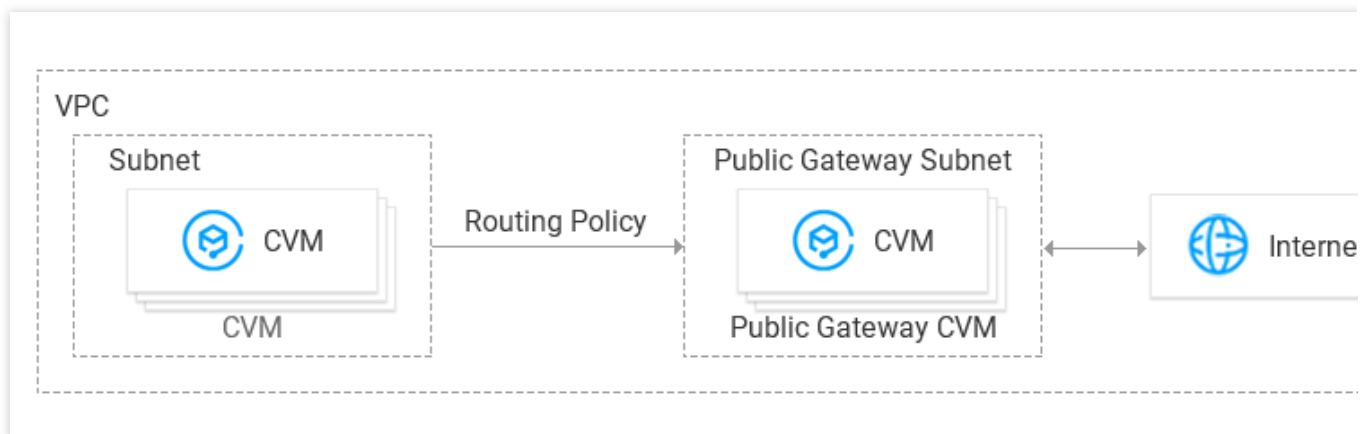 VPC
Subnet
CVM
CVM
Routing Policy
Public Gateway Subnet
CVM
Public Gateway CVM
Interne